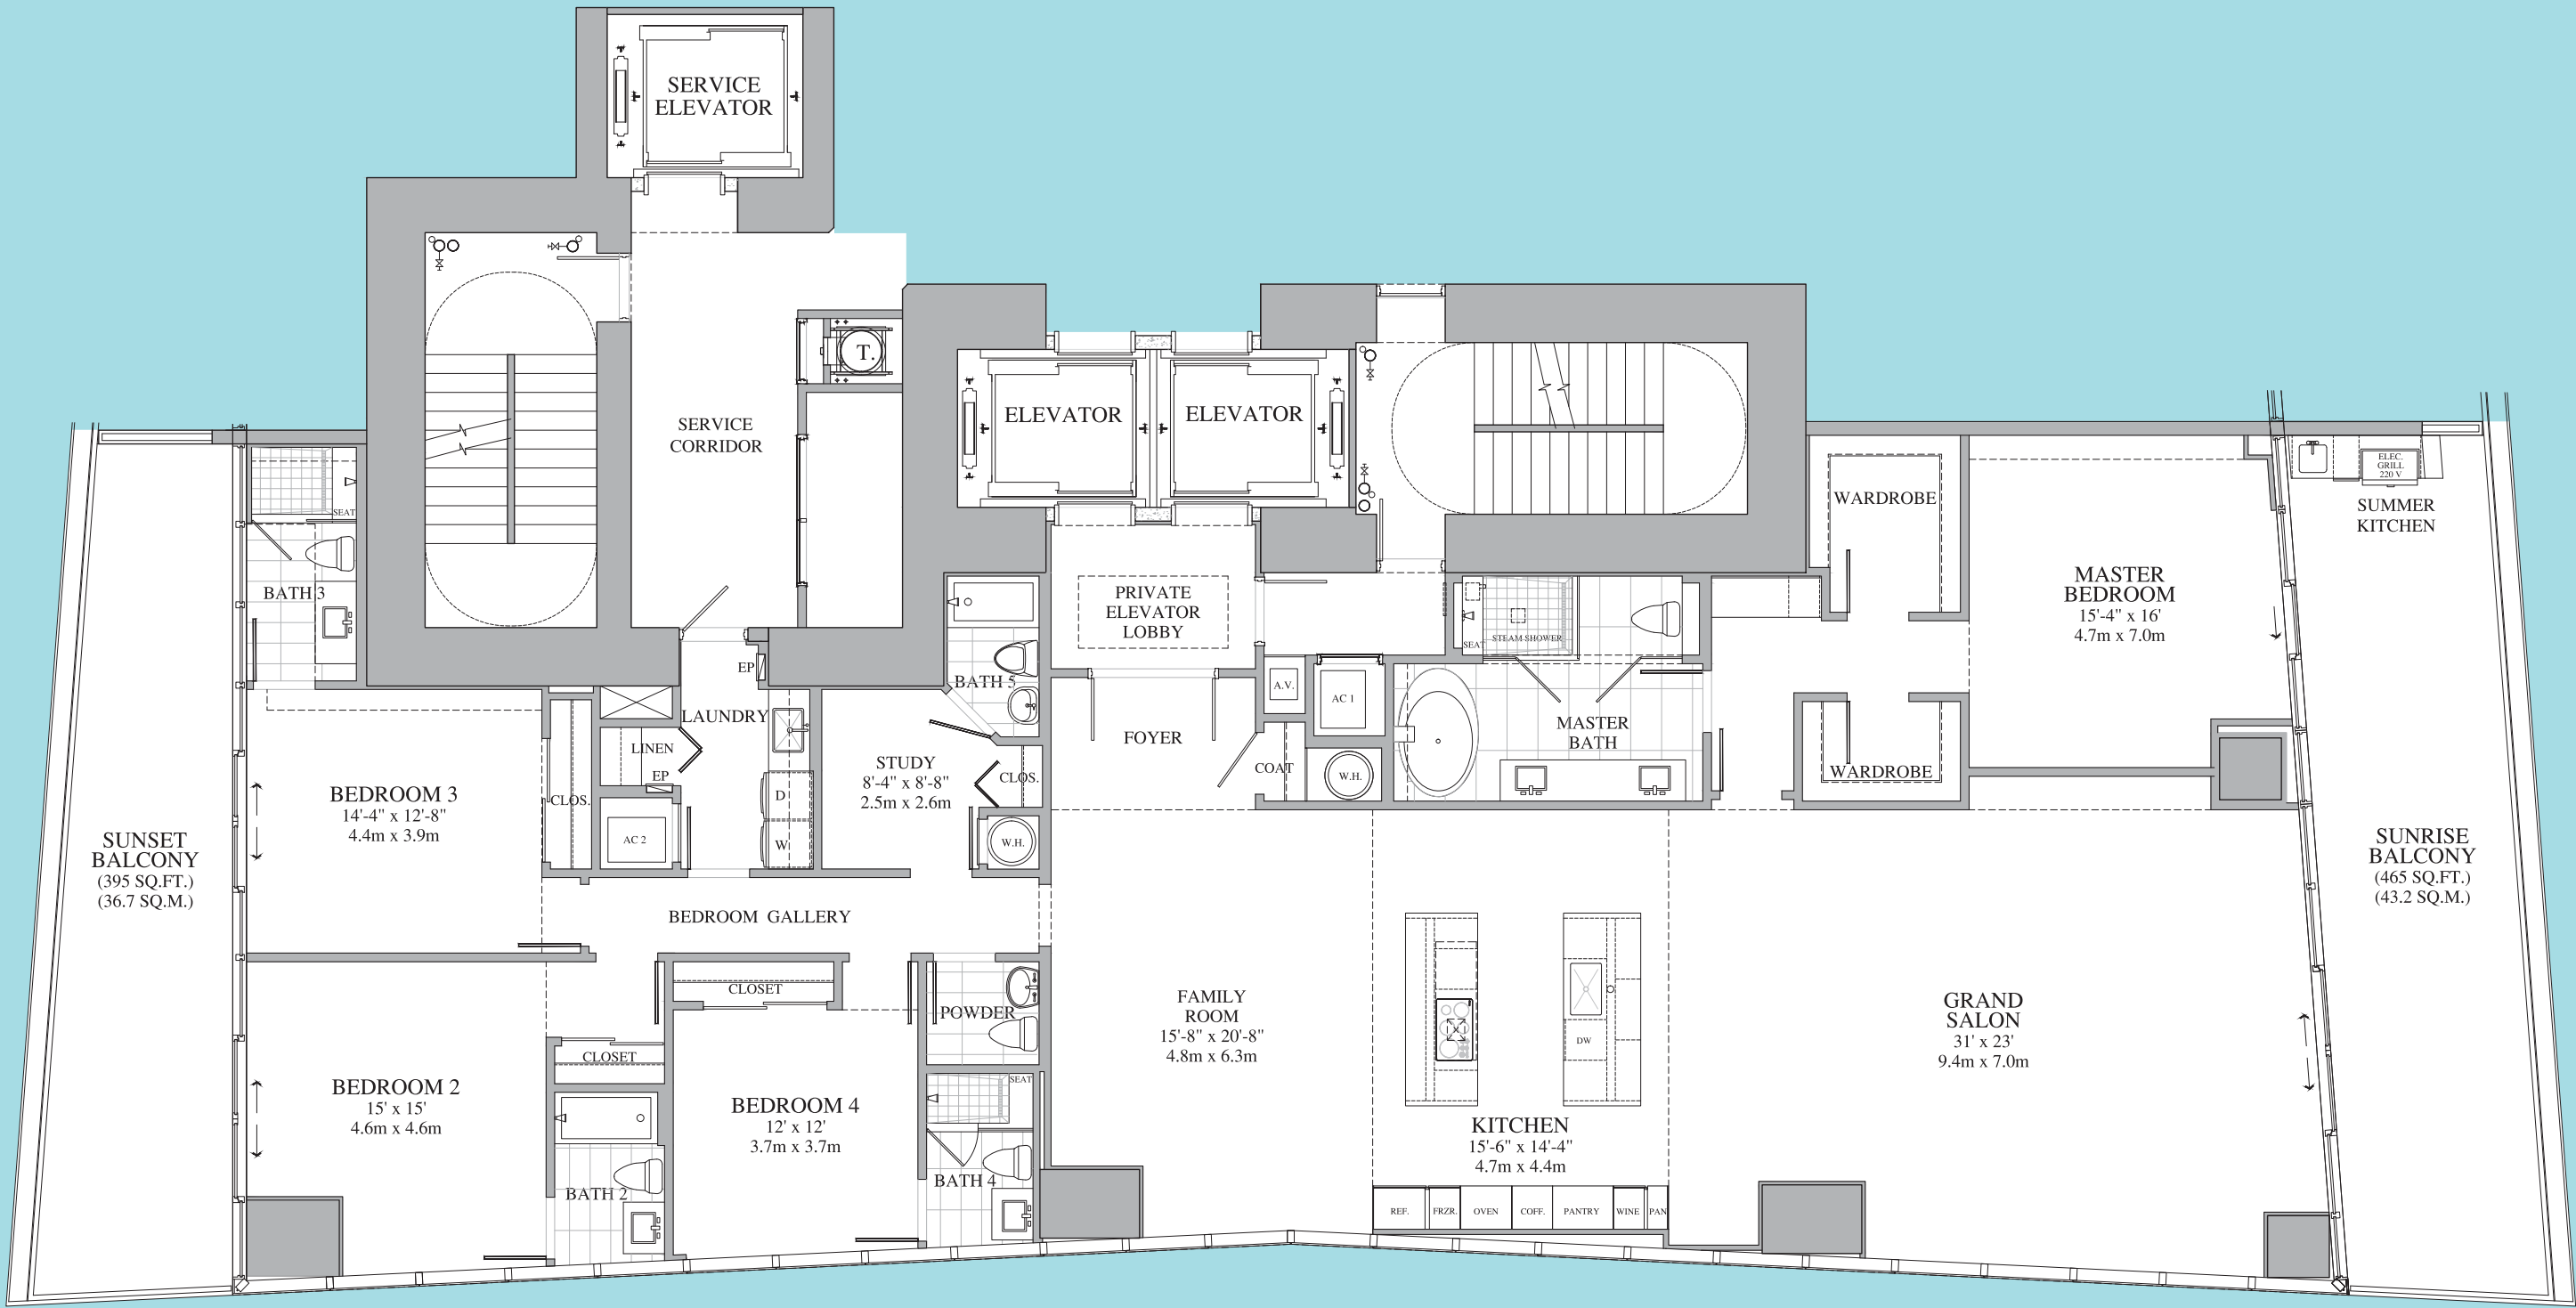 SERVICE
ELEVATOR
T.
ELEVATOR
ELEVATOR
SERVICE
CORRIDOR
ELEC.
GRILL
220 V
SUMMER
KITCHEN
WARDROBE
SEAT
BATH 3
PRIVATE
ELEVATOR
LOBBY
SEAT
STEAM SHOWER
MASTER
BEDROOM
15'-4" x 16'
4.7m x 7.0m
EP
BATH 5
A.V.
AC 1
LAUNDRY
FOYER
MASTER
BATH
LINEN
EP
STUDY
8'-4" x 8'-8"
2.5m x 2.6m
CLOS.
COAT
W.H.
WARDROBE
BEDROOM 3
14'-4" x 12'-8"
4.4m x 3.9m
CLOS.
D
AC 2
W
W.H.
SUNSET
BALCONY
(395 SQ.FT.)
(36.7 SQ.M.)
SUNRISE
BALCONY
(465 SQ.FT.)
(43.2 SQ.M.)
BEDROOM GALLERY
CLOSET
POWDER
FAMILY
ROOM
15'-8" x 20'-8"
4.8m x 6.3m
DW
GRAND
SALON
31' x 23'
9.4m x 7.0m
CLOSET
BEDROOM 2
15' x 15'
4.6m x 4.6m
BEDROOM 4
12' x 12'
3.7m x 3.7m
SEAT
KITCHEN
15'-6" x 14'-4"
4.7m x 4.4m
BATH 2
BATH 4
REF.
FRZR.
OVEN
COFF.
PANTRY
WINE
PAN